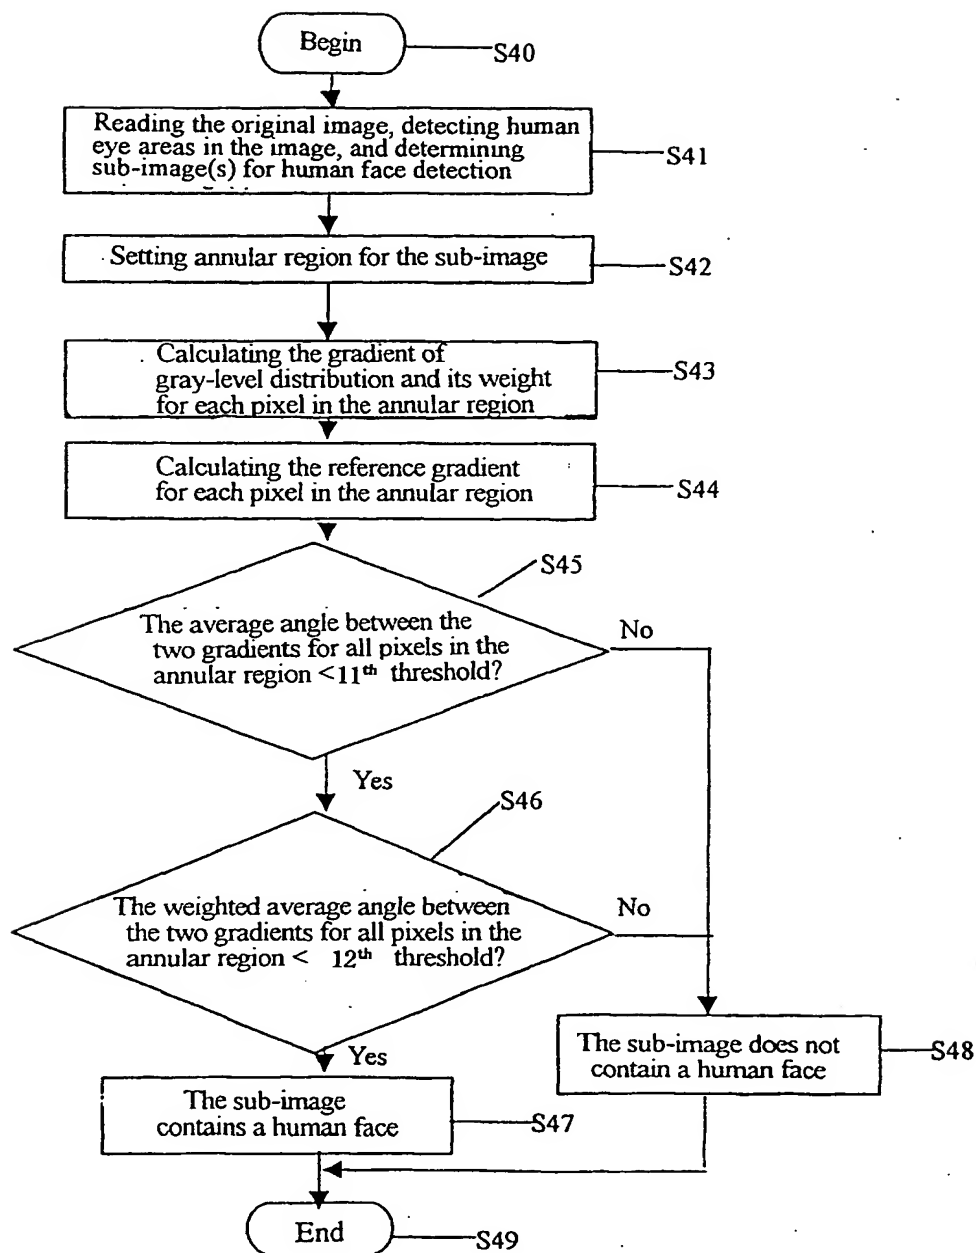 Begin
S40
Reading the original image, detecting human
eye areas in the image, and determining
sub-image(s) for human face detection
S41
Setting annular region for the sub-image
S42
Calculating the gradient of
gray-level distribution and its weight
for each pixel in the annular region
S43
Calculating the reference gradient
for each pixel in the annular region
S44
S45
The average angle between the
two gradients for all pixels in the
annular region <11th threshold?
No
Yes
S46
The weighted average angle between
the two gradients for all pixels in the
annular region < 12th threshold?
No
Yes
The sub-image does not
contain a human face
S48
The sub-image
contains a human face
S47
End
S49